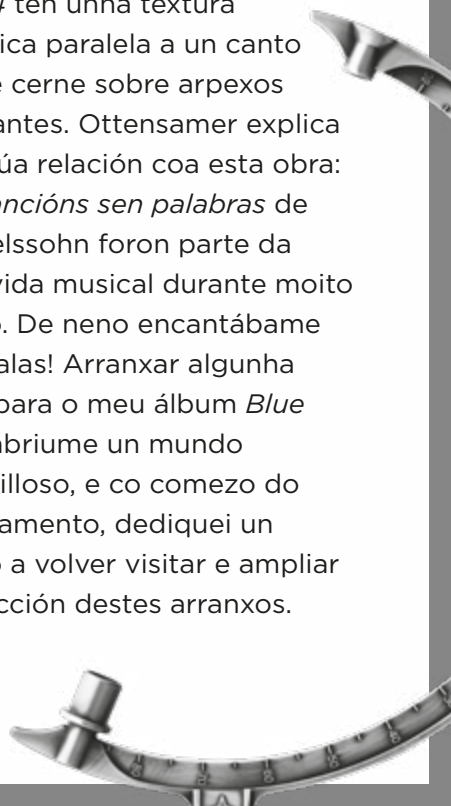 4 ten unha textura
ica paralela a un canto
e cerne sobre arpexos
antes. Ottensamer explica
úa relación coa esta obra:
ncións sen palabras de
elssohn foron parte da
vida musical durante moito
o. De neno encantábame
alas! Arranxar algunha
para o meu álbum Blue
abriume un mundo
illoso, e co comezo do
amento, dediquei un
o a volver visitar e ampliar
cción destes arranxos.